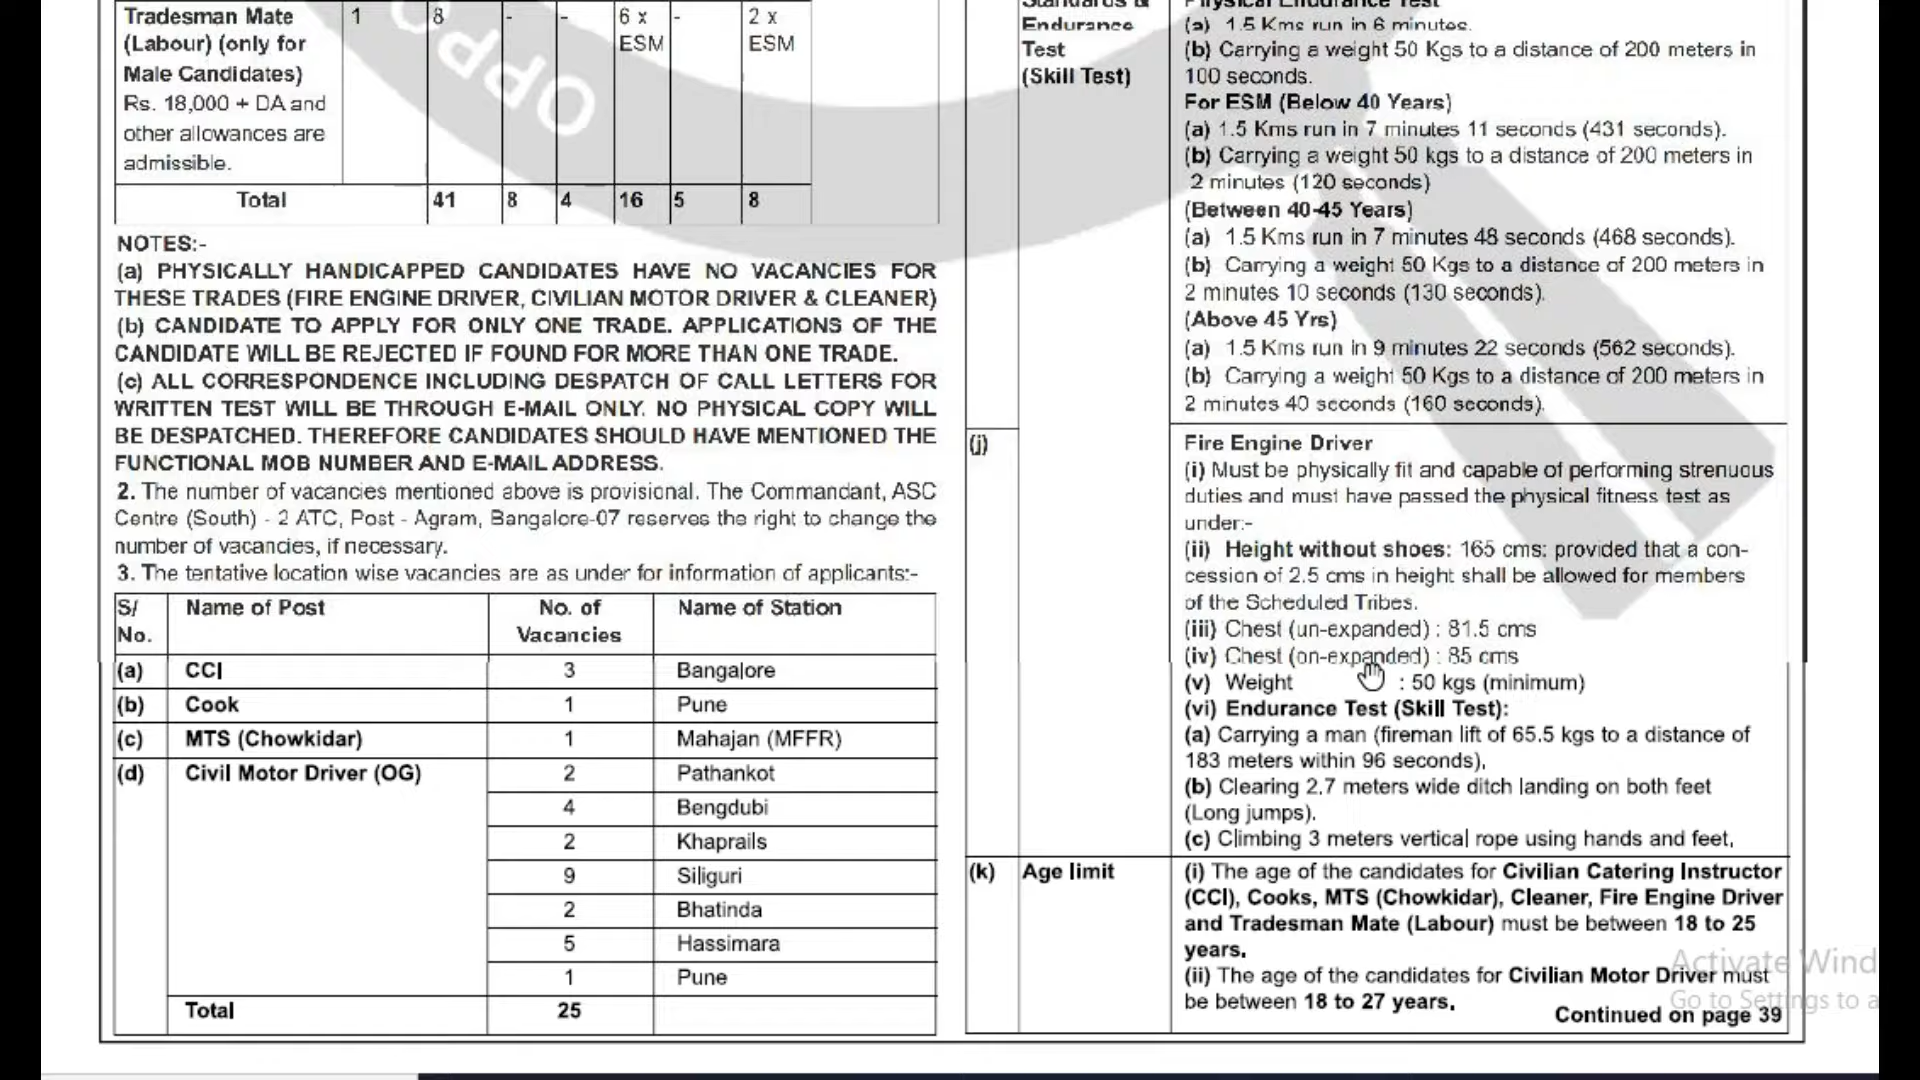 Tradesman Mate 1 8 - - 6 x - 2 x
(Labour) (only for ESM ESM
Male Candidates)
Rs. 18,000 + DA and
other allowances are
admissible.
Total 41 8 4 16 5 8
NOTES:-
(a) PHYSICALLY HANDICAPPED CANDIDATES HAVE NO VACANCIES FOR
THESE TRADES (FIRE ENGINE DRIVER, CIVILIAN MOTOR DRIVER & CLEANER)
(b) CANDIDATE TO APPLY FOR ONLY ONE TRADE. APPLICATIONS OF THE
CANDIDATE WILL BE REJECTED IF FOUND FOR MORE THAN ONE TRADE.
(c) ALL CORRESPONDENCE INCLUDING DESPATCH OF CALL LETTERS FOR
WRITTEN TEST WILL BE THROUGH E-MAIL ONLY. NO PHYSICAL COPY WILL
BE DESPATCHED. THEREFORE CANDIDATES SHOULD HAVE MENTIONED THE
FUNCTIONAL MOB NUMBER AND E-MAIL ADDRESS.
2. The number of vacancies mentioned above is provisional. The Commandant, ASC
Centre (South) - 2 ATC, Post - Agram, Bangalore-07 reserves the right to change the
number of vacancies, if necessary.
3. The tentative location wise vacancies are as under for information of applicants:-
S/ Name of Post No. of Name of Station
No. Vacancies
(a) CCI 3 Bangalore
(b) Cook 1 Pune
(c) MTS (Chowkidar) 1 Mahajan (MFFR)
(d) Civil Motor Driver (OG) 2 Pathankot
4 Bengdubi
2 Khaprails
9 Siliguri
2 Bhatinda
5 Hassimara
1 Pune
Total 25
Standards & Physical Endurance Test
Endurance (a) 1.5 Kms run in 6 minutes.
Test (b) Carrying a weight 50 Kgs to a distance of 200 meters in
(Skill Test) 100 seconds.
For ESM (Below 40 Years)
(a) 1.5 Kms run in 7 minutes 11 seconds (431 seconds).
(b) Carrying a weight 50 kgs to a distance of 200 meters in
2 minutes (120 seconds)
(Between 40-45 Years)
(a) 1.5 Kms run in 7 minutes 48 seconds (468 seconds).
(b) Carrying a weight 50 Kgs to a distance of 200 meters in
2 minutes 10 seconds (130 seconds).
(Above 45 Yrs)
(a) 1.5 Kms run in 9 minutes 22 seconds (562 seconds).
(b) Carrying a weight 50 Kgs to a distance of 200 meters in
2 minutes 40 seconds (160 seconds).
(j) Fire Engine Driver
(i) Must be physically fit and capable of performing strenuous
duties and must have passed the physical fitness test as
under:-
(ii) Height without shoes: 165 cms: provided that a con-
cession of 2.5 cms in height shall be allowed for members
of the Scheduled Tribes.
(iii) Chest (un-expanded) : 81.5 cms
(iv) Chest (on-expanded) : 85 cms
(v) Weight : 50 kgs (minimum)
(vi) Endurance Test (Skill Test):
(a) Carrying a man (fireman lift of 65.5 kgs to a distance of
183 meters within 96 seconds),
(b) Clearing 2.7 meters wide ditch landing on both feet
(Long jumps).
(c) Climbing 3 meters vertical rope using hands and feet,
(k) Age limit (i) The age of the candidates for Civilian Catering Instructor
(CCI), Cooks, MTS (Chowkidar), Cleaner, Fire Engine Driver
and Tradesman Mate (Labour) must be between 18 to 25
years.
(ii) The age of the candidates for Civilian Motor Driver must
be between 18 to 27 years.
Continued on page 39
OPPO
Activate Wind
Go to Settings to a